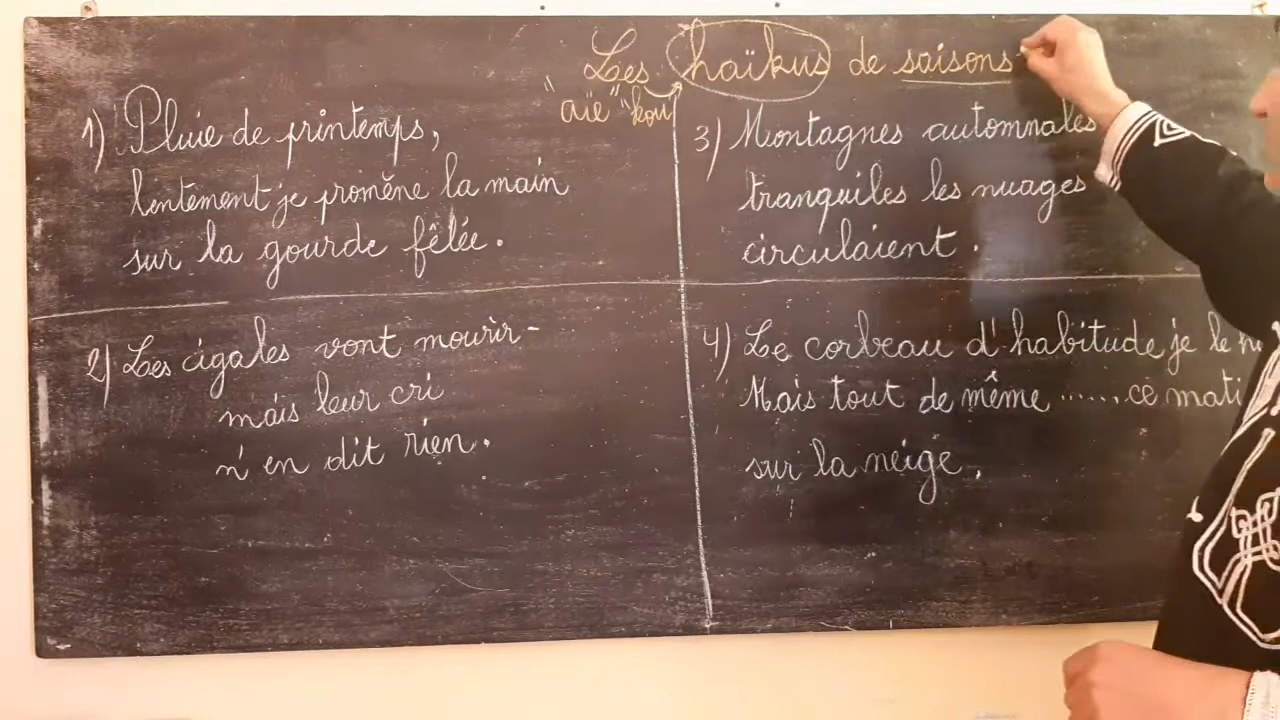 Les haïkus de saisons
"aïe" "kou"
1) Pluie de printemps,
lentement je promène la main
sur la gourde fêlée.
2) Les cigales vont mourir-
mais leur cri
n'en dit rien.
3) Montagnes automnales
tranquiles les nuages
circulaient.
4) Le corbeau d'habitude je le
Mais tout de même ...... ce mati
sur la neige.